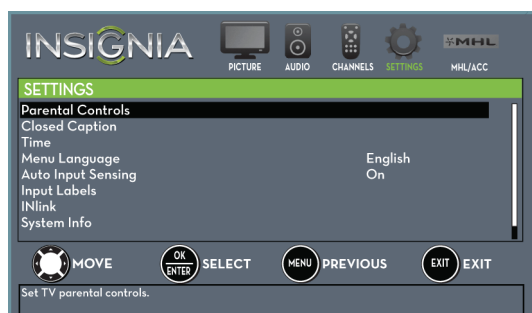 INSIGNIA
PICTURE AUDIO CHANNELS SETTINGS MHL MHL/ACC
SETTINGS
Parental Controls
Closed Caption
Time
Menu Language English
Auto Input Sensing On
Input Labels
INlink
System Info
MOVE OK ENTER SELECT MENU PREVIOUS EXIT EXIT
Set TV parental controls.